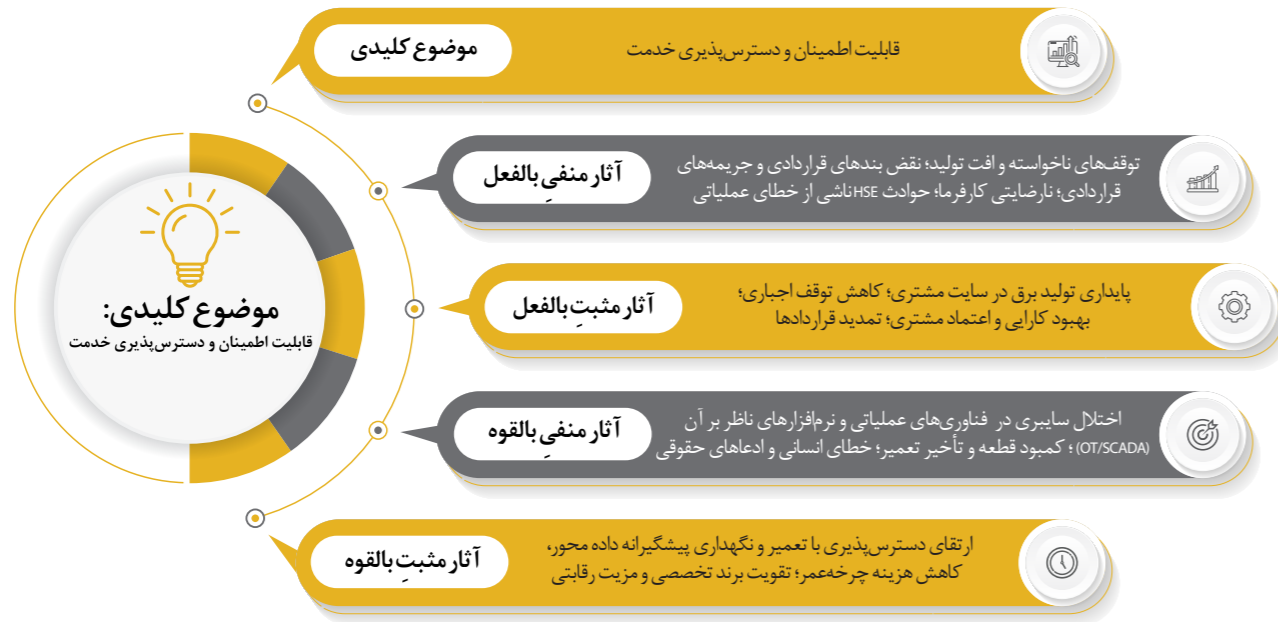 موضوع کلیدی
قابلیت اطمینان و دسترس‌پذیری خدمت
آثار منفیِ بالفعل
توقف‌های ناخواسته و افت تولید؛ نقض بندهای قراردادی و جریمه‌های
قراردادی؛ نارضایتی کارفرما؛ حوادث HSE ناشی از خطای عملیاتی
آثار مثبتِ بالفعل
پایداری تولید برق در سایت مشتری؛ کاهش توقف اجباری؛
بهبود کارایی و اعتماد مشتری؛ تمدید قراردادها
موضوع کلیدی:
قابلیت اطمینان و دسترس‌پذیری خدمت
آثار منفیِ بالقوه
اختلال سایبری در فناوری‌های عملیاتی و نرم‌افزارهای ناظر بر آن
(OT/SCADA)؛ کمبود قطعه و تأخیر تعمیر؛ خطای انسانی و ادعاهای حقوقی
آثار مثبتِ بالقوه
ارتقای دسترس‌پذیری با تعمیر و نگهداری پیشگیرانه داده محور،
کاهش هزینه چرخه‌عمر؛ تقویت برند تخصصی و مزیت رقابتی